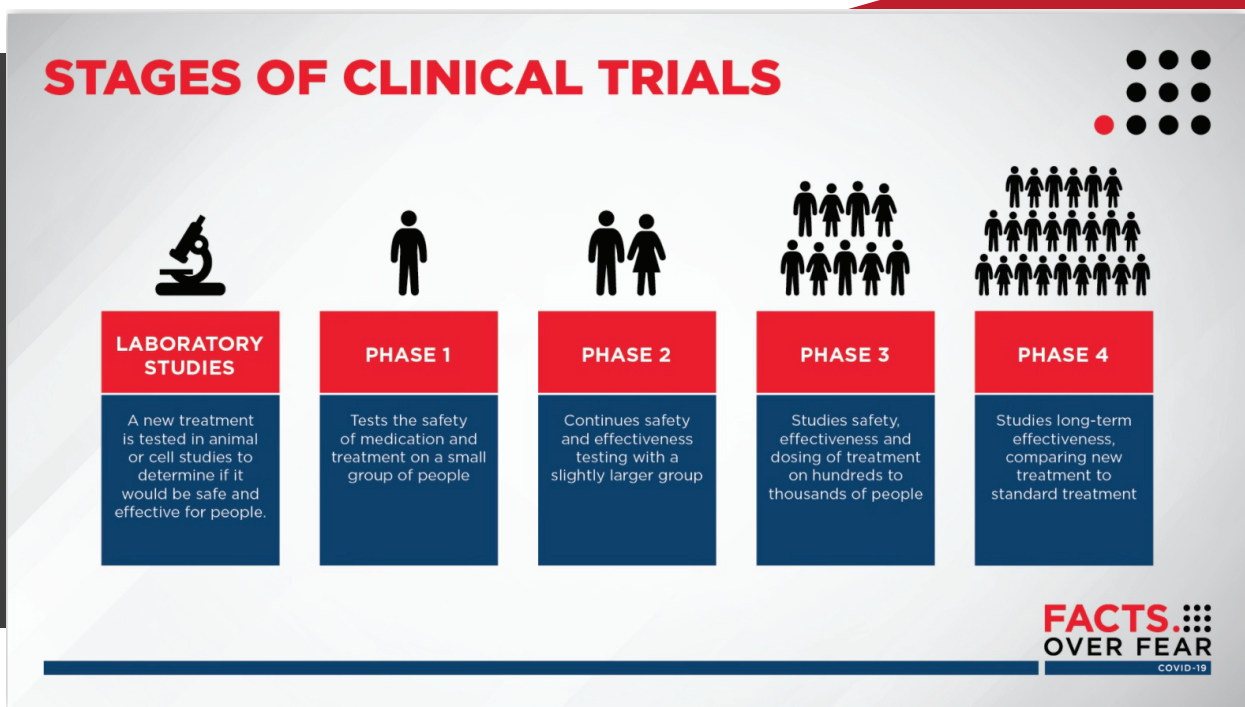 STAGES OF CLINICAL TRIALS
LABORATORY
STUDIES
A new treatment
is tested in animal
or cell studies to
determine if it
would be safe and
effective for people.
PHASE 1
Tests the safety
of medication and
treatment on a small
group of people
PHASE 2
Continues safety
and effectiveness
testing with a
slightly larger group
PHASE 3
Studies safety,
effectiveness and
dosing of treatment
on hundreds to
thousands of people
PHASE 4
Studies long-term
effectiveness,
comparing new
treatment to
standard treatment
FACTS.
OVER FEAR
COVID-19